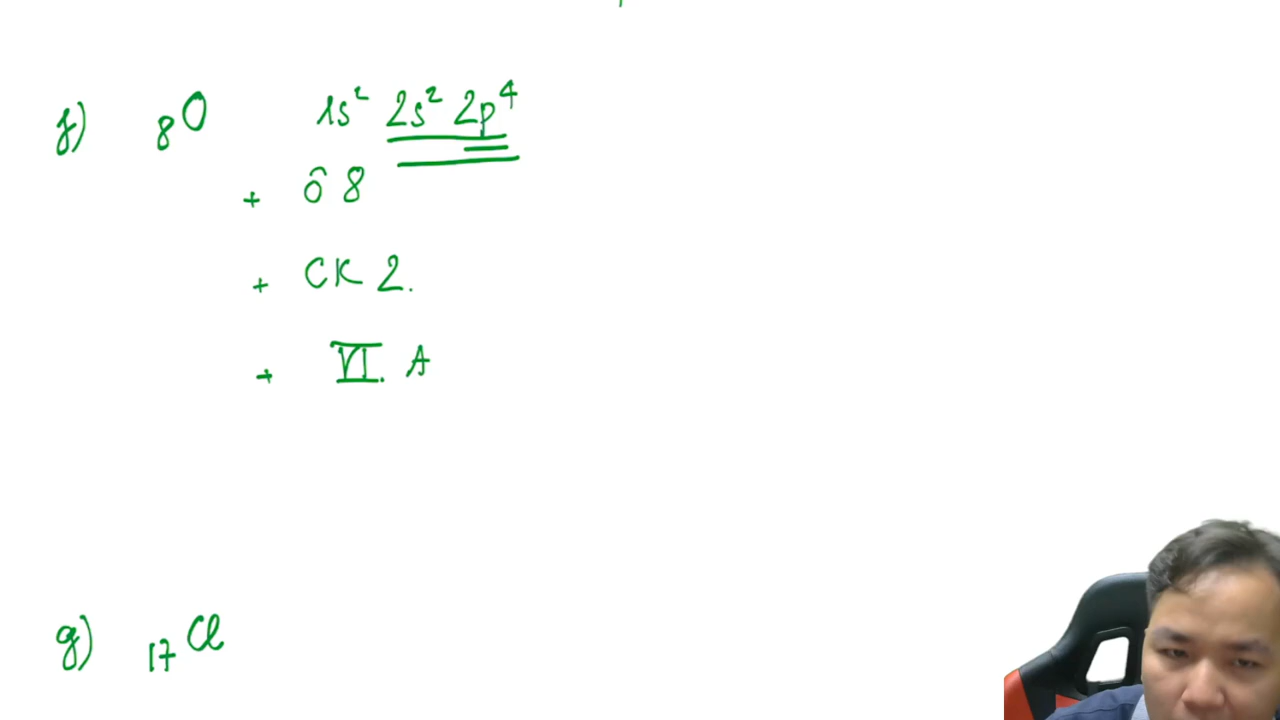 f) ₈O 1s² 2s² 2p⁴
+ ô 8
+ CK 2.
+ VI. A
g) ₁₇Cl